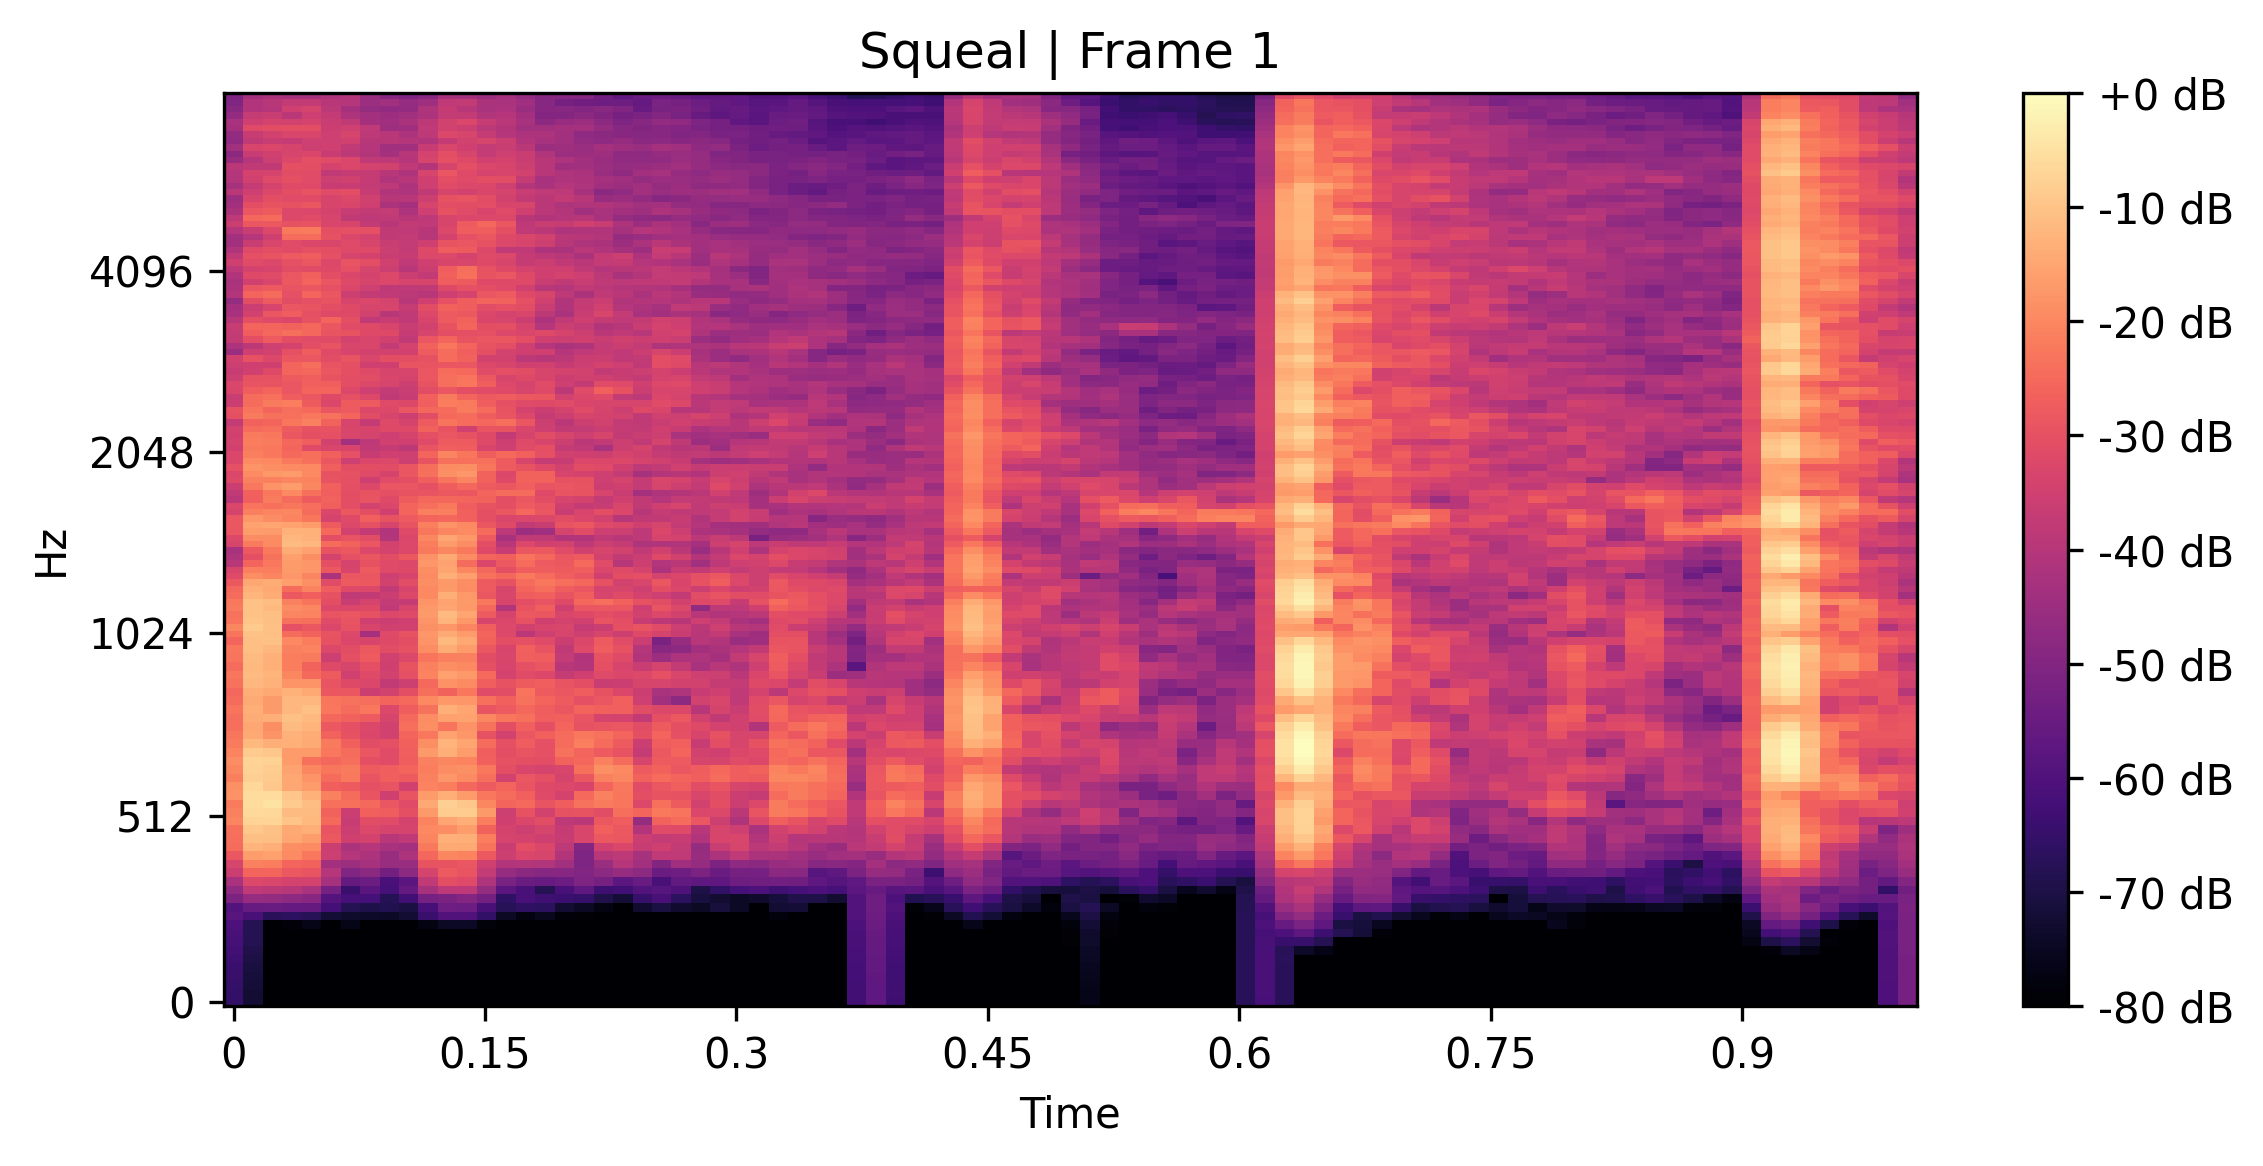 Squeal | Frame 1
+0 dB
-10 dB
-20 dB
-30 dB
-40 dB
-50 dB
-60 dB
-70 dB
-80 dB
4096
2048
1024
512
0
Hz
0 0.15 0.3 0.45 0.6 0.75 0.9
Time